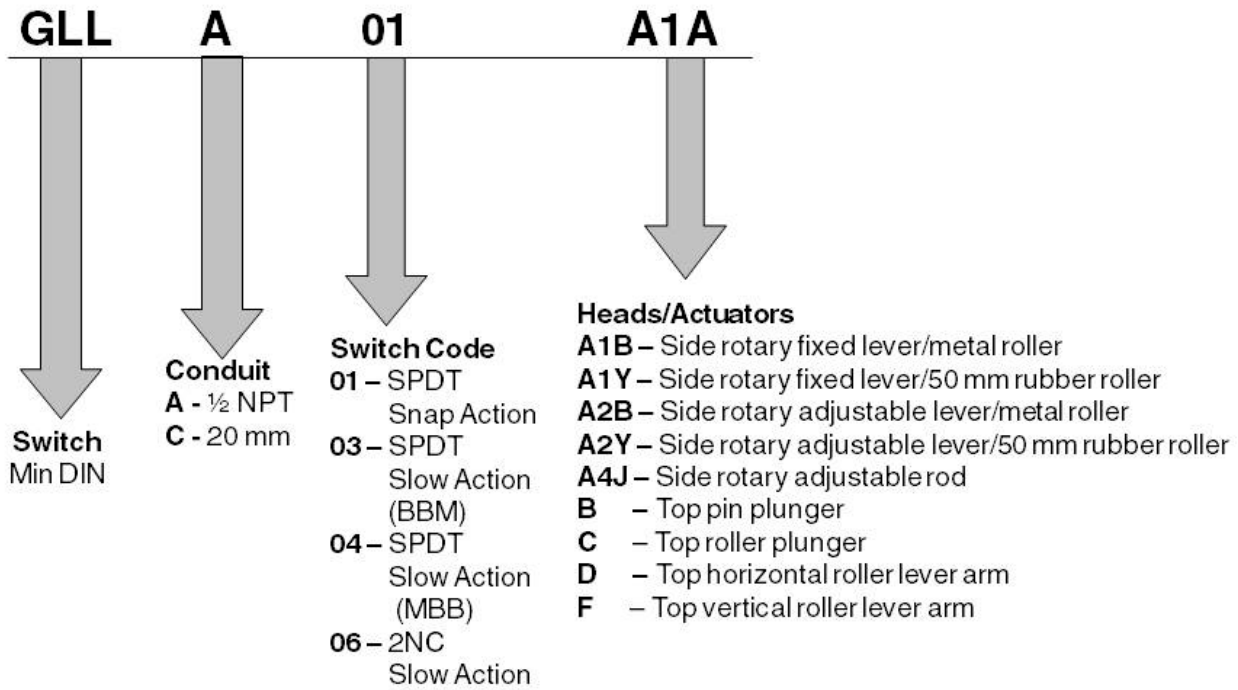 GLL A 01 A1A
Switch
Min DIN
Conduit
A - ½ NPT
C - 20 mm
Switch Code
01 – SPDT
Snap Action
03 – SPDT
Slow Action
(BBM)
04 – SPDT
Slow Action
(MBB)
06 – 2NC
Slow Action
Heads/Actuators
A1B – Side rotary fixed lever/metal roller
A1Y – Side rotary fixed lever/50 mm rubber roller
A2B – Side rotary adjustable lever/metal roller
A2Y – Side rotary adjustable lever/50 mm rubber roller
A4J – Side rotary adjustable rod
B – Top pin plunger
C – Top roller plunger
D – Top horizontal roller lever arm
F – Top vertical roller lever arm